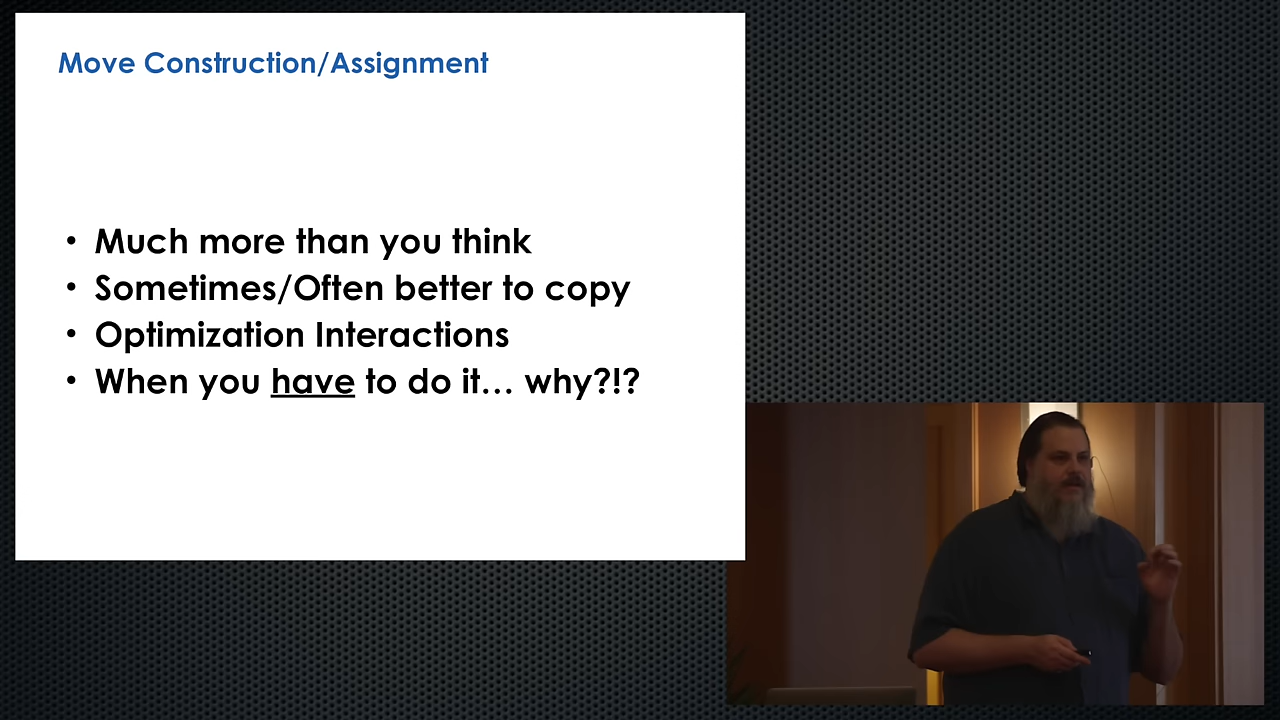 Move Construction/Assignment
• Much more than you think
• Sometimes/Often better to copy
• Optimization Interactions
• When you have to do it… why?!?